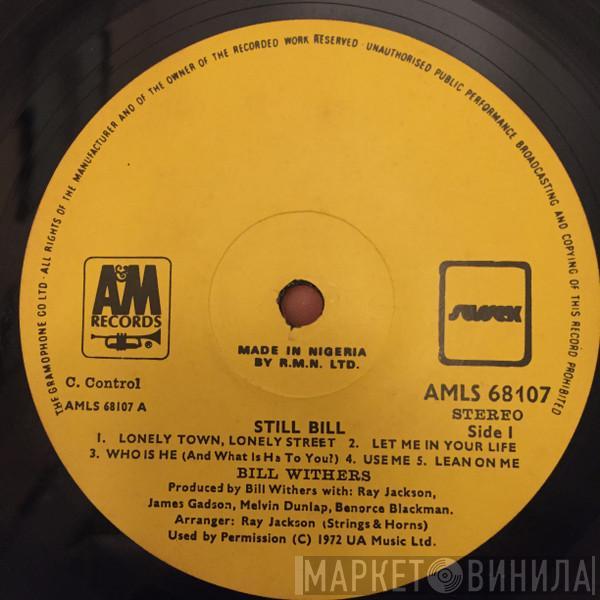 THE GRAMOPHONE CO LTD · ALL RIGHTS OF THE MANUFACTURER AND OF THE OWNER OF THE RECORDED WORK RESERVED · UNAUTHORISED PUBLIC PERFORMANCE BROADCASTING AND COPYING OF THIS RECORD PROHIBITED
A&M
RECORDS
®
SUSSEX
MADE IN NIGERIA
BY R.M.N. LTD.
C. Control
AMLS 68107 A
AMLS 68107
STEREO
Side 1
STILL BILL
1. LONELY TOWN, LONELY STREET 2. LET ME IN YOUR LIFE
3. WHO IS HE (And What Is Ha To You?) 4. USE ME 5. LEAN ON ME
BILL WITHERS
Produced by Bill Withers with: Ray Jackson,
James Gadson, Melvin Dunlap, Benorce Blackman.
Arranger: Ray Jackson (Strings & Horns)
Used by Permission (C) 1972 UA Music Ltd.
МАРКЕТ ВИНИЛА